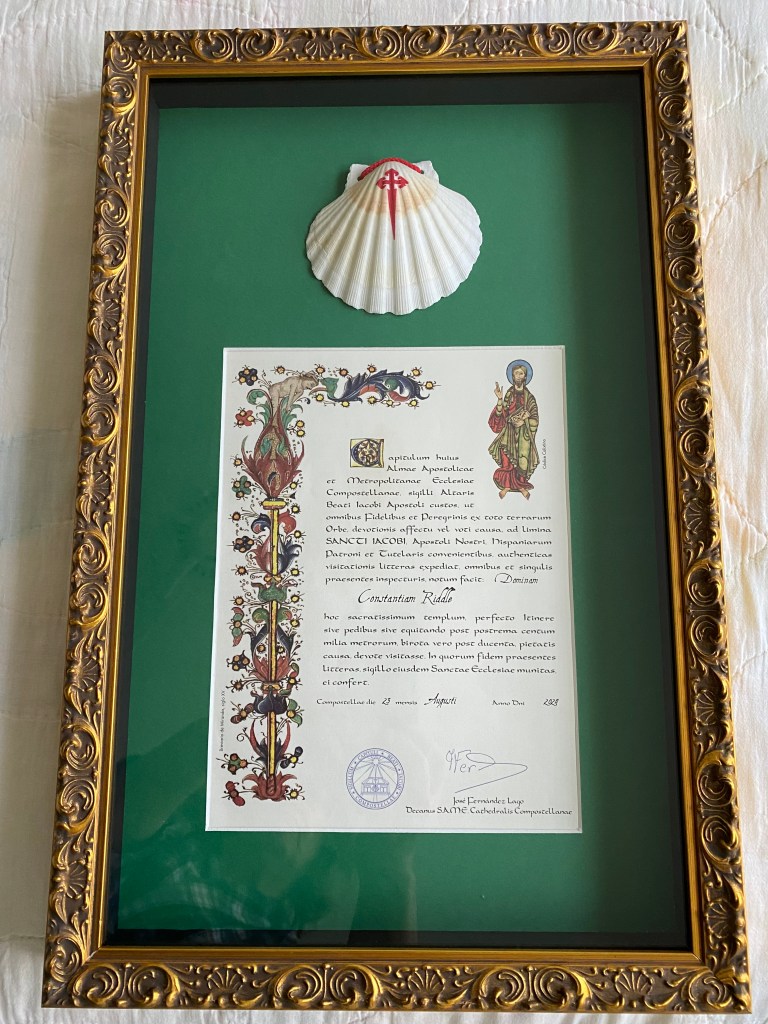 Capitulum huius
Almae Apostolicae
et Metropolitanae Ecclesiae
Compostellanae, sigilli Altaris
Beati Iacobi Apostoli custos, ut
omnibus Fidelibus et Peregrinis ex toto terrarum
Orbe, devotionis affectu vel voti causa, ad limina
SANCTI IACOBI, Apostoli Nostri, Hispaniarum
Patroni et Tutelaris convenientibus, authenticas
visitationis litteras expediat, omnibus et singulis
praesentes inspecturis, notum facit: Dominam
Constantiam Riddle
hoc sacratissimum templum, perfecto Itinere
sive pedibus sive equitando post postrema centum
milia metrorum, birota vero post ducenta, pietatis
causa, devote visitasse. In quorum fidem praesentes
litteras, sigillo eiusdem Sanctae Ecclesiae munitas,
ei confert.
Compostellae die 23 mensis Augusti Anno Dni
José Fernández Lago
Decanus S.A.M.E. Cathedralis Compostellanae